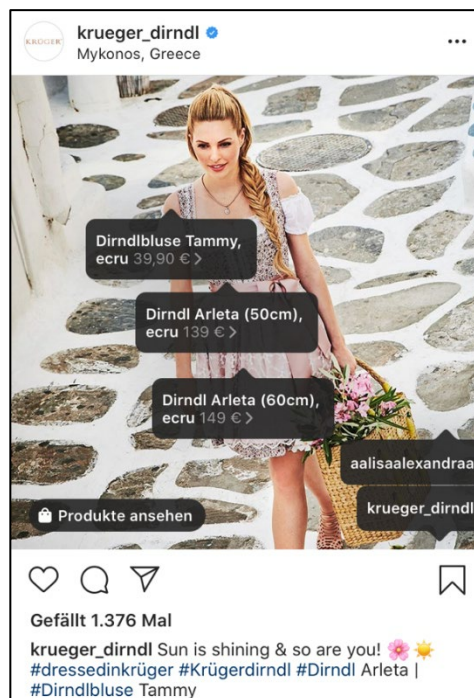 KRÜGER
krueger_dirndl
Mykonos, Greece
Dirndlbluse Tammy,
ecru 39,90 € >
Dirndl Arleta (50cm),
ecru 139 € >
Dirndl Arleta (60cm),
ecru 149 € >
aalisaalexandraa
krueger_dirndl
Produkte ansehen
Gefällt 1.376 Mal
krueger_dirndl Sun is shining & so are you! 🌸☀️
#dressedinkrüger #Krügerdirndl #Dirndl Arleta |
#Dirndlbluse Tammy